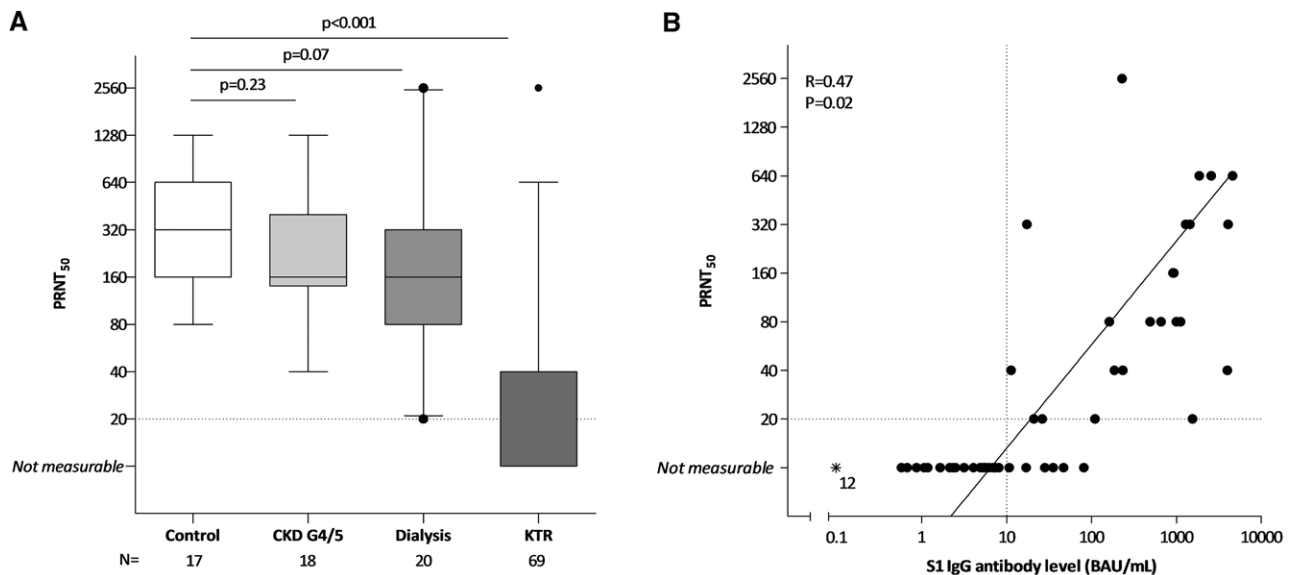 A
p<0.001
p=0.07
p=0.23
2560
1280
640
320
160
80
40
20
Not measurable
PRNT50
Control CKD G4/5 Dialysis KTR
N= 17 18 20 69
B
R=0.47
P=0.02
2560
1280
640
320
160
80
40
20
Not measurable
PRNT50
* 12
0.1 1 10 100 1000 10000
S1 IgG antibody level (BAU/mL)